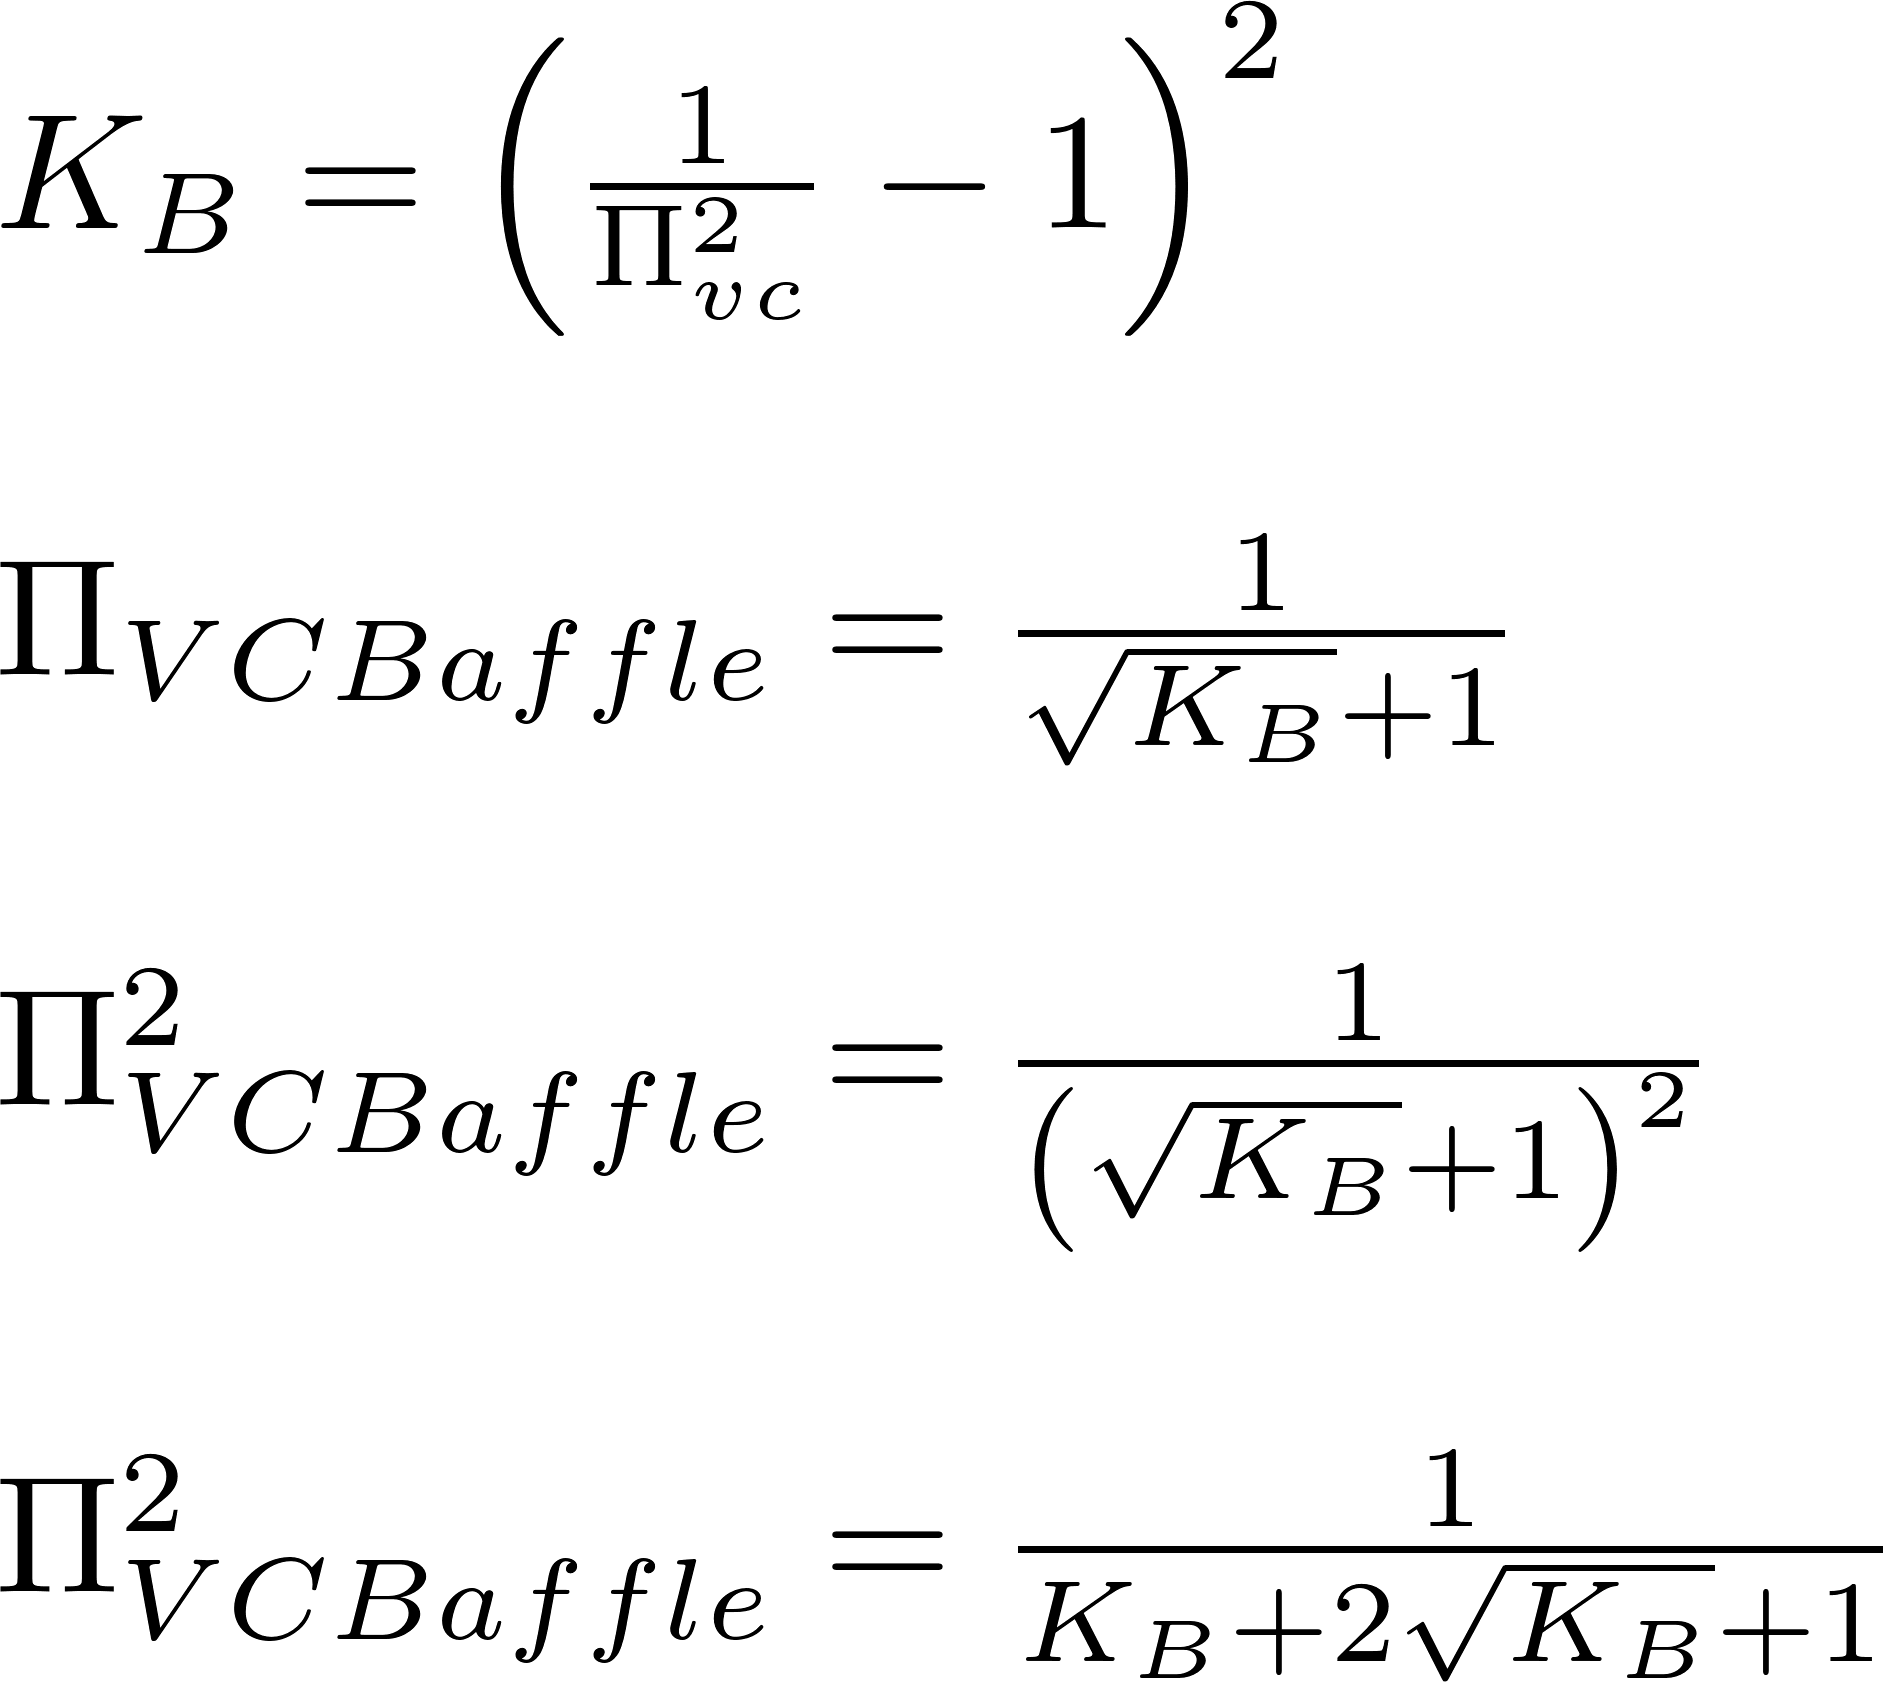 $K_B = \left( \frac{1}{\Pi_{vc}^2} - 1 \right)^2$
$\Pi_{VCBaffle} = \frac{1}{\sqrt{K_B}+1}$
$\Pi_{VCBaffle}^2 = \frac{1}{\left(\sqrt{K_B}+1\right)^2}$
$\Pi_{VCBaffle}^2 = \frac{1}{K_B+2\sqrt{K_B}+1}$